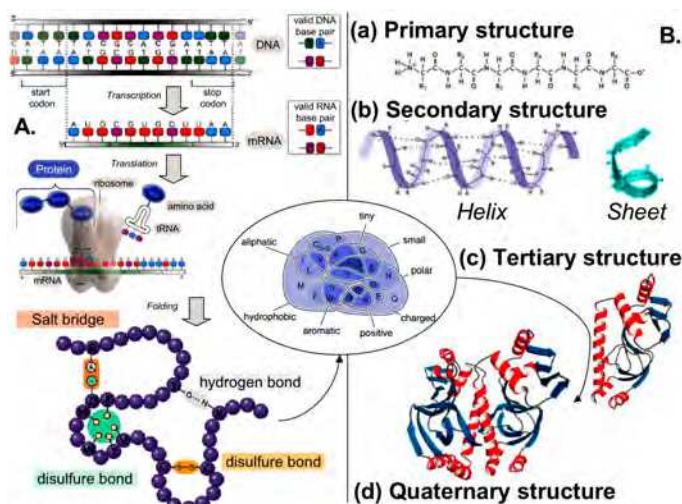 A.
valid DNA
base pair
DNA
start
codon
Transcription
stop
codon
valid RNA
base pair
A U G C G U G C U U A A
mRNA
Translation
Protein
ribosome
amino acid
tRNA
mRNA
Folding
Salt bridge
hydrogen bond
disulfure bond
disulfure bond
tiny
aliphatic
small
polar
hydrophobic
charged
aromatic
positive
B.
(a) Primary structure
(b) Secondary structure
Helix
Sheet
(c) Tertiary structure
(d) Quaternary structure